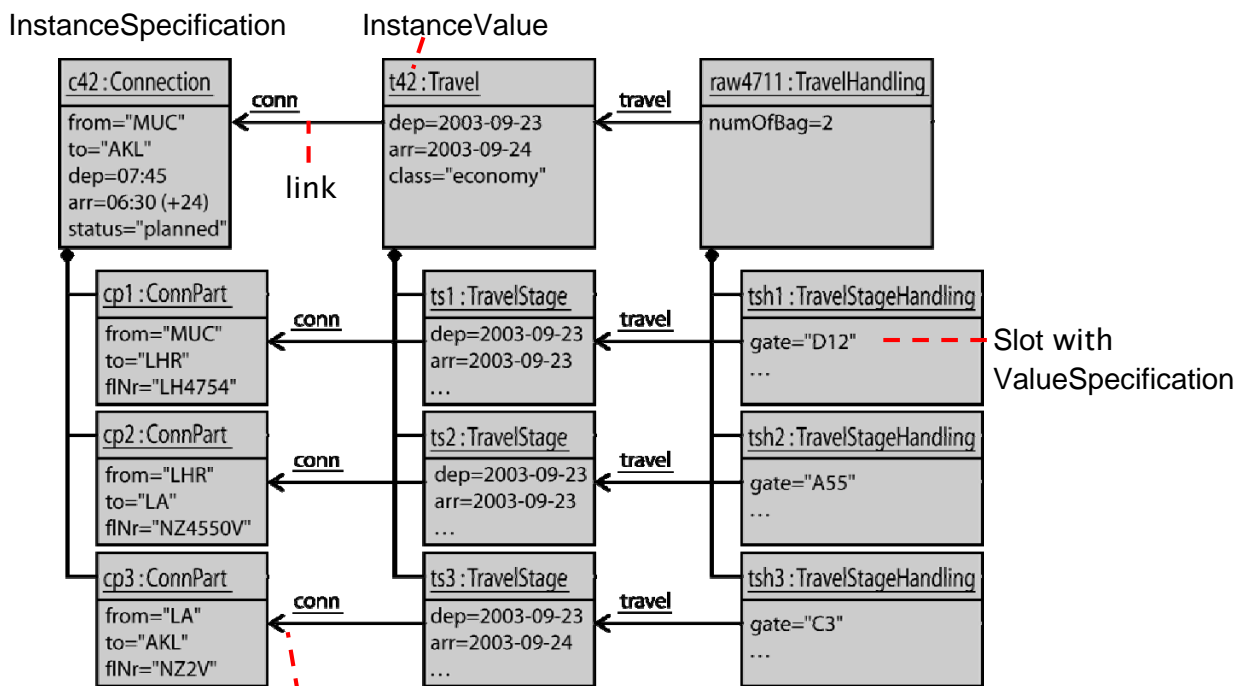 InstanceSpecification
InstanceValue
c42:Connection
from="MUC"
to="AKL"
dep=07:45
arr=06:30 (+24)
status="planned"
conn
link
t42:Travel
dep=2003-09-23
arr=2003-09-24
class="economy"
travel
raw4711:TravelHandling
numOfBag=2
cp1:ConnPart
from="MUC"
to="LHR"
flNr="LH4754"
conn
ts1:TravelStage
dep=2003-09-23
arr=2003-09-23
...
travel
tsh1:TravelStageHandling
gate="D12"
...
Slot with
ValueSpecification
cp2:ConnPart
from="LHR"
to="LA"
flNr="NZ4550V"
conn
ts2:TravelStage
dep=2003-09-23
arr=2003-09-23
...
travel
tsh2:TravelStageHandling
gate="A55"
...
cp3:ConnPart
from="LA"
to="AKL"
flNr="NZ2V"
conn
ts3:TravelStage
dep=2003-09-23
arr=2003-09-24
...
travel
tsh3:TravelStageHandling
gate="C3"
...